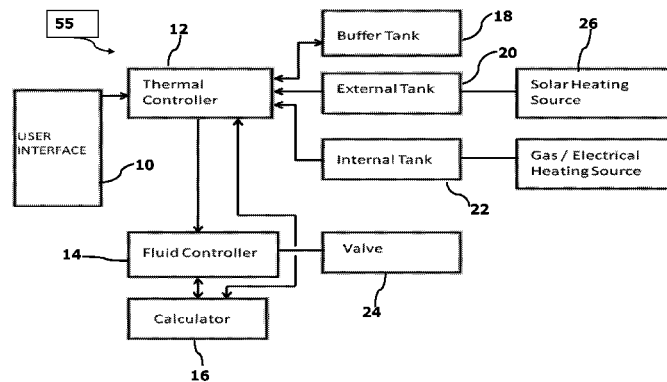 55
12
Buffer Tank
18
20
26
Thermal
Controller
External Tank
Solar Heating
Source
USER
INTERFACE
Internal Tank
Gas / Electrical
Heating Source
10
22
14
Fluid Controller
Valve
24
Calculator
16